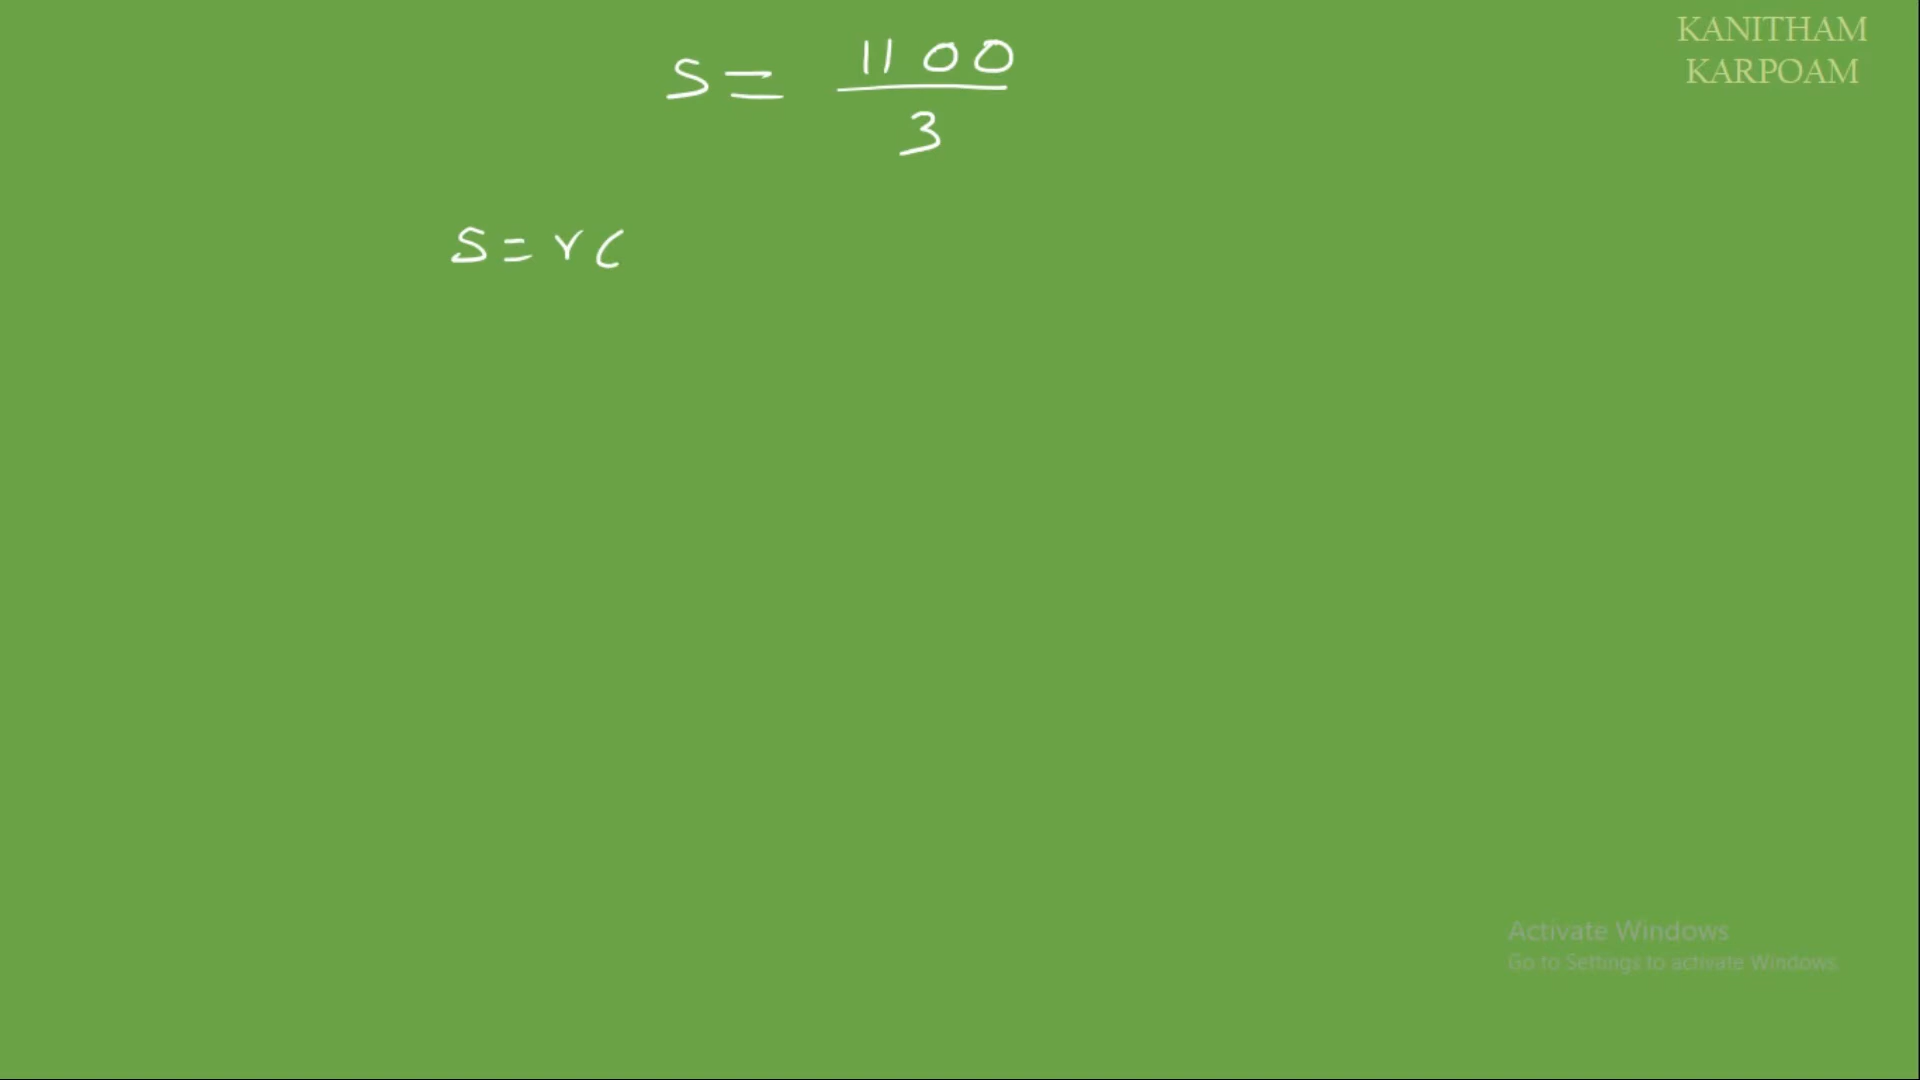 S = 1100/3
KANITHAM
KARPOAM
S = r(
Activate Windows
Go to Settings to activate Windows.